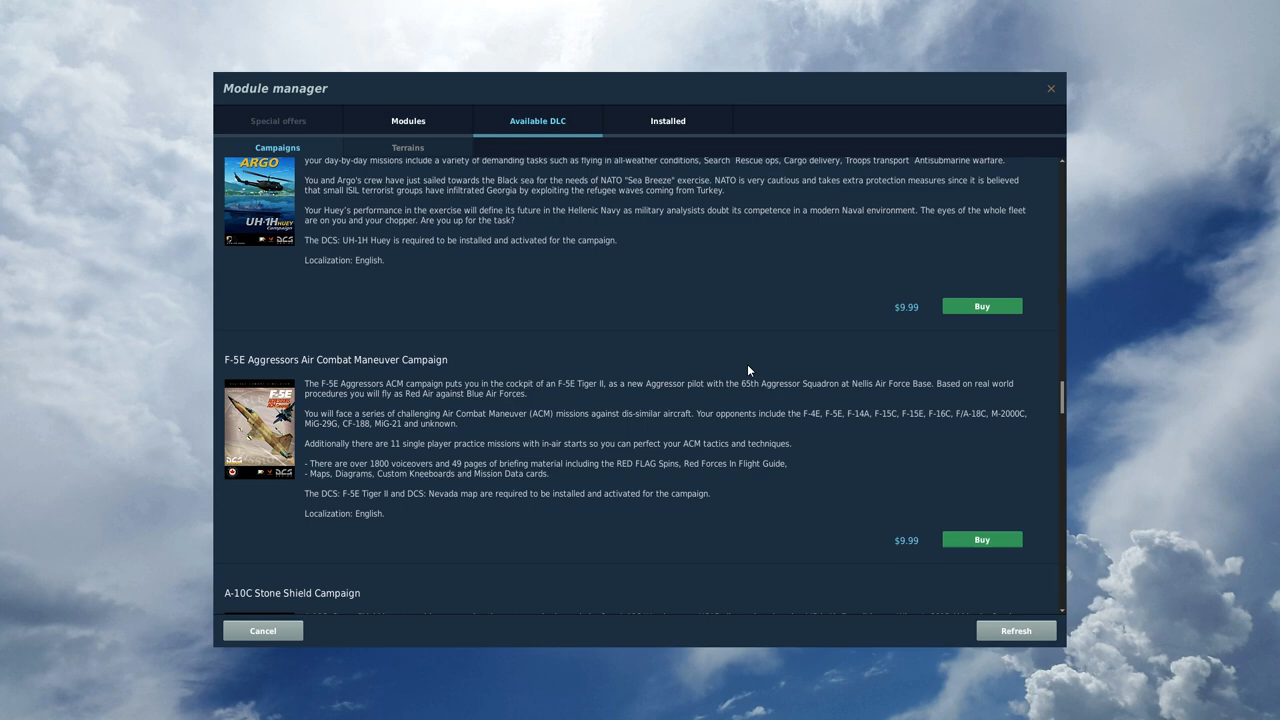 Module manager
Special offers
Modules
Available DLC
Installed
Campaigns
Terrains
your day-by-day missions include a variety of demanding tasks such as flying in all-weather conditions, Search  Rescue ops, Cargo delivery, Troops transport  Antisubmarine warfare.
You and Argo's crew have just sailed towards the Black sea for the needs of NATO "Sea Breeze" exercise. NATO is very cautious and takes extra protection measures since it is believed
that small ISIL terrorist groups have infiltrated Georgia by exploiting the refugee waves coming from Turkey.
Your Huey's performance in the exercise will define its future in the Hellenic Navy as military analysts doubt its competence in a modern Naval environment. The eyes of the whole fleet
are on you and your chopper. Are you up for the task?
The DCS: UH-1H Huey is required to be installed and activated for the campaign.
Localization: English.
ARGO
UH-1H HUEY
Campaign
DCS
$9.99
Buy
F-5E Aggressors Air Combat Maneuver Campaign
The F-5E Aggressors ACM campaign puts you in the cockpit of an F-5E Tiger II, as a new Aggressor pilot with the 65th Aggressor Squadron at Nellis Air Force Base. Based on real world
procedures you will fly as Red Air against Blue Air Forces.
You will face a series of challenging Air Combat Maneuver (ACM) missions against dis-similar aircraft. Your opponents include the F-4E, F-5E, F-14A, F-15C, F-15E, F-16C, F/A-18C, M-2000C,
MiG-29G, CF-188, MiG-21 and unknown.
Additionally there are 11 single player practice missions with in-air starts so you can perfect your ACM tactics and techniques.
- There are over 1800 voiceovers and 49 pages of briefing material including the RED FLAG Spins, Red Forces In Flight Guide,
- Maps, Diagrams, Custom Kneeboards and Mission Data cards.
The DCS: F-5E Tiger II and DCS: Nevada map are required to be installed and activated for the campaign.
Localization: English.
F-5E
DCS
DCS
$9.99
Buy
A-10C Stone Shield Campaign
Cancel
Refresh